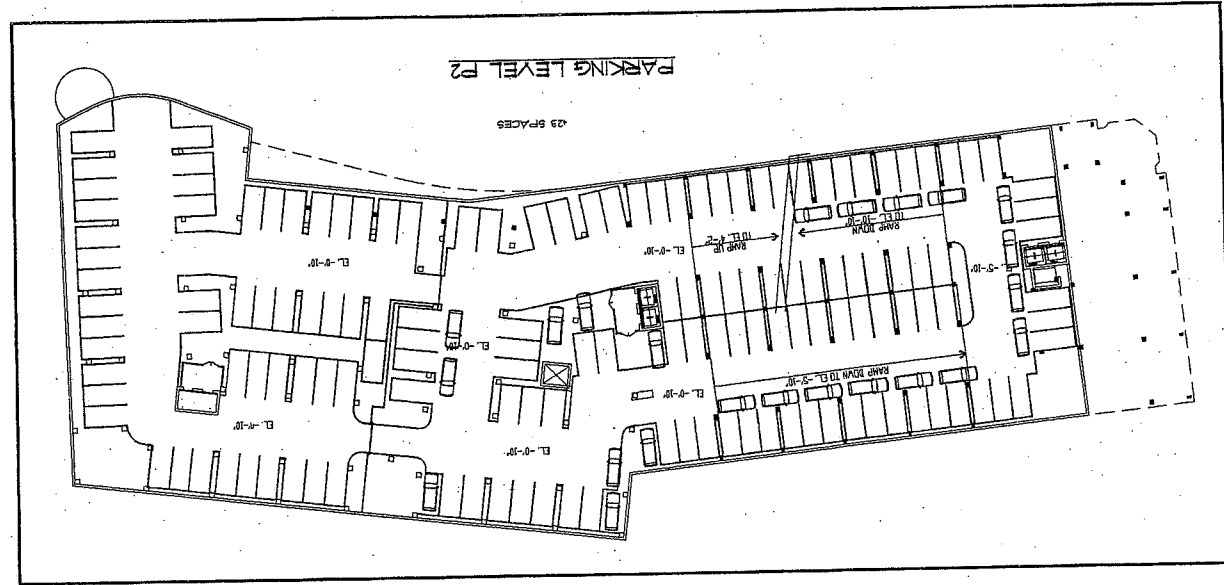 PARKING LEVEL P2
423 SPACES
EL. -0'-10"
EL. -0'-10"
RAMP UP
TO EL. 4'-2"
RAMP DOWN
TO EL. -10'-10"
EL. -5'-10"
EL. -0'-10"
RAMP DOWN TO EL. -5'-10"
EL. -0'-10"
EL.
EL. -0'-10"